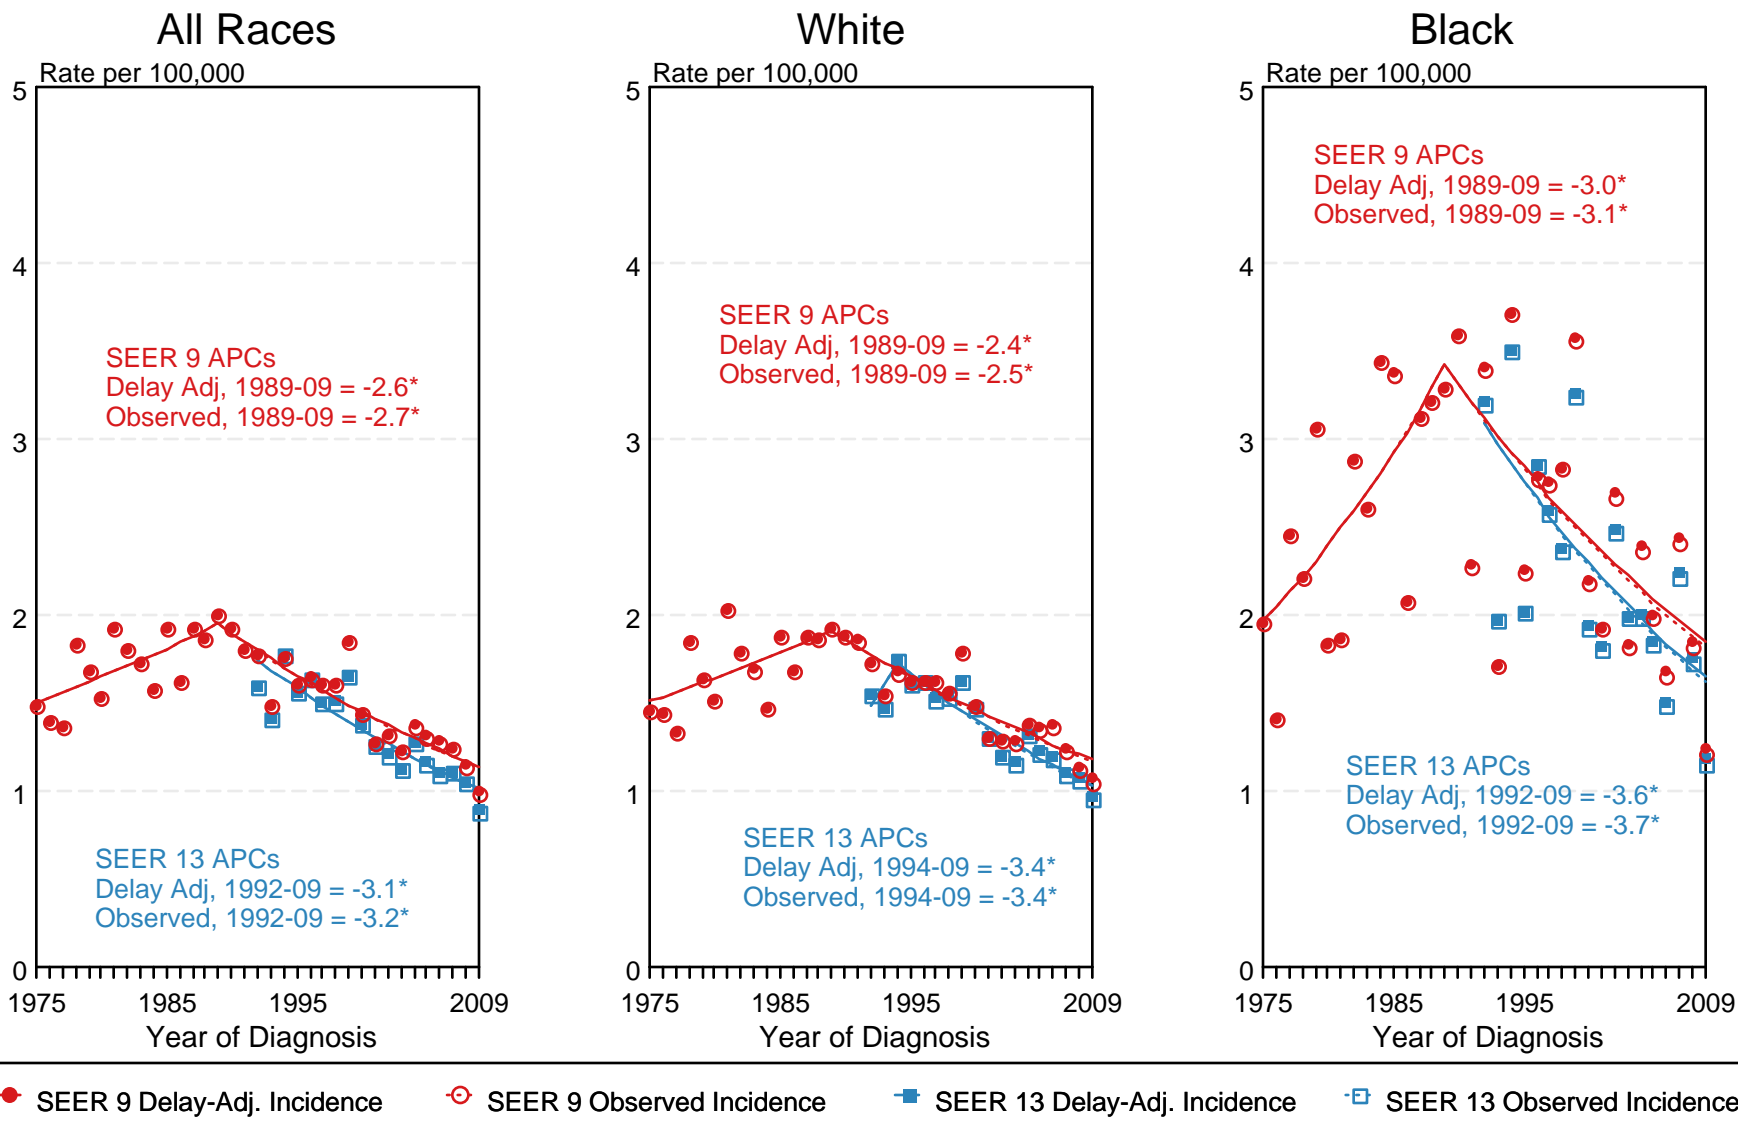 All Races
Rate per 100,000
5
4
3
2
1
0
SEER 9 APCs
Delay Adj, 1989-09 = -2.6*
Observed, 1989-09 = -2.7*
SEER 13 APCs
Delay Adj, 1992-09 = -3.1*
Observed, 1992-09 = -3.2*
1975 1985 1995 2009
Year of Diagnosis
White
Rate per 100,000
5
4
3
2
1
0
SEER 9 APCs
Delay Adj, 1989-09 = -2.4*
Observed, 1989-09 = -2.5*
SEER 13 APCs
Delay Adj, 1994-09 = -3.4*
Observed, 1994-09 = -3.4*
1975 1985 1995 2009
Year of Diagnosis
Black
Rate per 100,000
5
4
3
2
1
0
SEER 9 APCs
Delay Adj, 1989-09 = -3.0*
Observed, 1989-09 = -3.1*
SEER 13 APCs
Delay Adj, 1992-09 = -3.6*
Observed, 1992-09 = -3.7*
1975 1985 1995 2009
Year of Diagnosis
SEER 9 Delay-Adj. Incidence SEER 9 Observed Incidence SEER 13 Delay-Adj. Incidence SEER 13 Observed Incidence